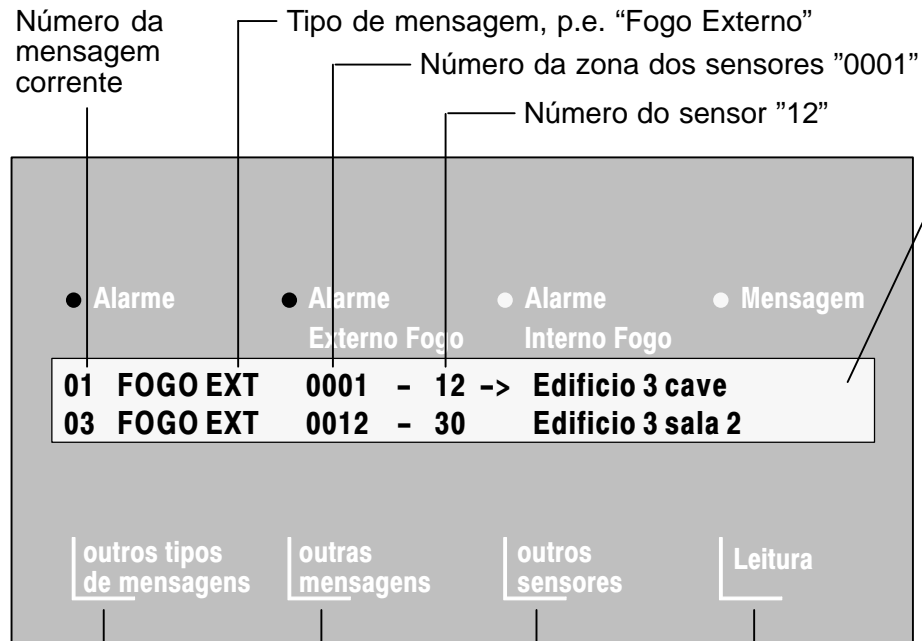 Número da
mensagem
corrente
Tipo de mensagem, p.e. “Fogo Externo”
Número da zona dos sensores ”0001”
Número do sensor ”12”
Alarme
Alarme
Externo Fogo
Alarme
Interno Fogo
Mensagem
01 FOGO EXT 0001 – 12 –> Edificio 3 cave
03 FOGO EXT 0012 – 30 Edificio 3 sala 2
outros tipos
de mensagens
outras
mensagens
outros
sensores
Leitura